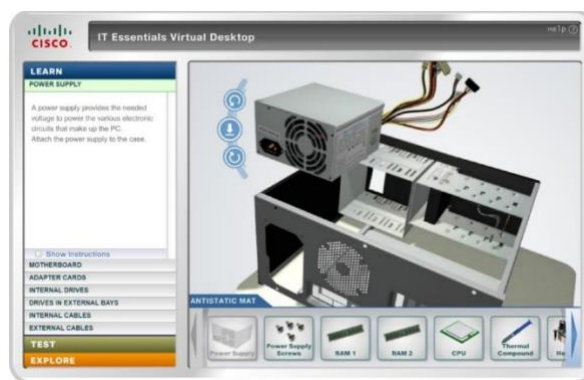 CISCO
IT Essentials Virtual Desktop
Help ?
LEARN
POWER SUPPLY
A power supply provides the needed
voltage to power the various electronic
circuits that make up the PC.
Attach the power supply to the case.
Show Instructions
MOTHERBOARD
ADAPTER CARDS
INTERNAL DRIVES
DRIVES IN EXTERNAL BAYS
INTERNAL CABLES
EXTERNAL CABLES
TEST
EXPLORE
ANTISTATIC MAT
Power Supply
Power Supply
Screws
RAM 1
RAM 2
CPU
Thermal
Compound